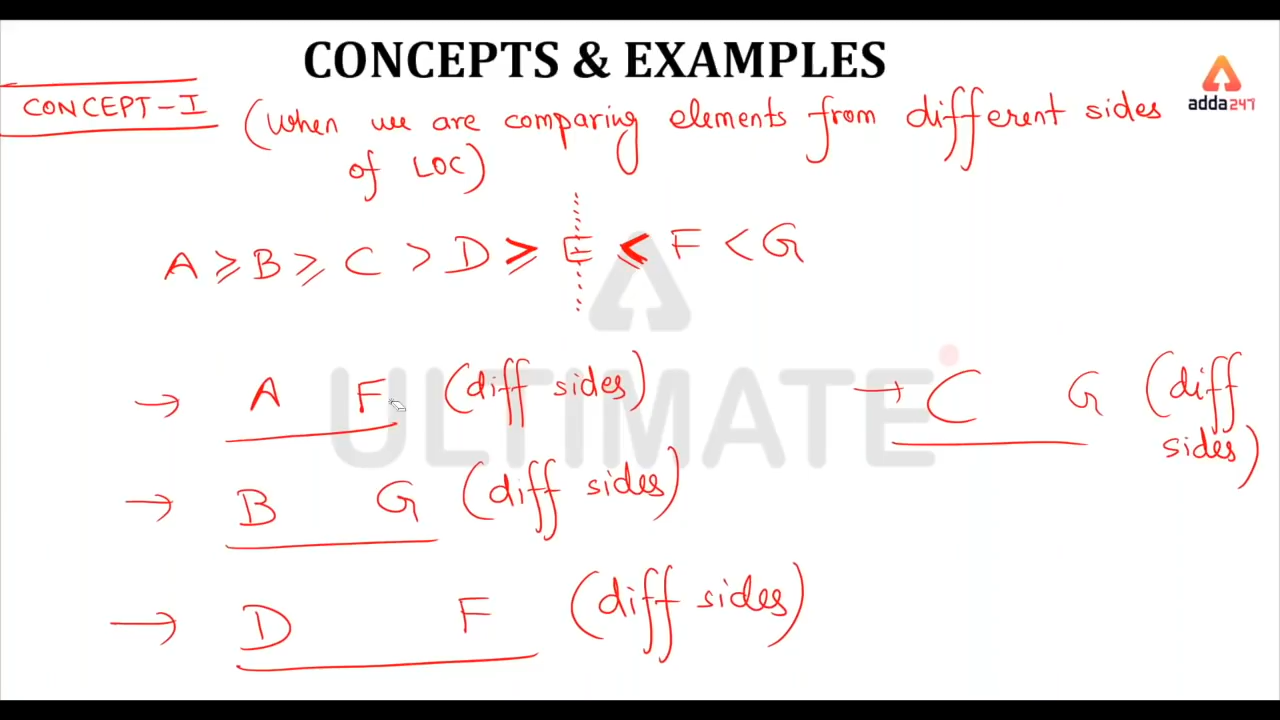 CONCEPTS & EXAMPLES
adda247
CONCEPT-I (When we are comparing elements from different sides
of LOC)
A ≥ B ≥ C > D ≥ E ≤ F < G
→ A F (diff sides)
→ C G (diff
sides)
→ B G (diff sides)
→ D F (diff sides)
ULTIMATE